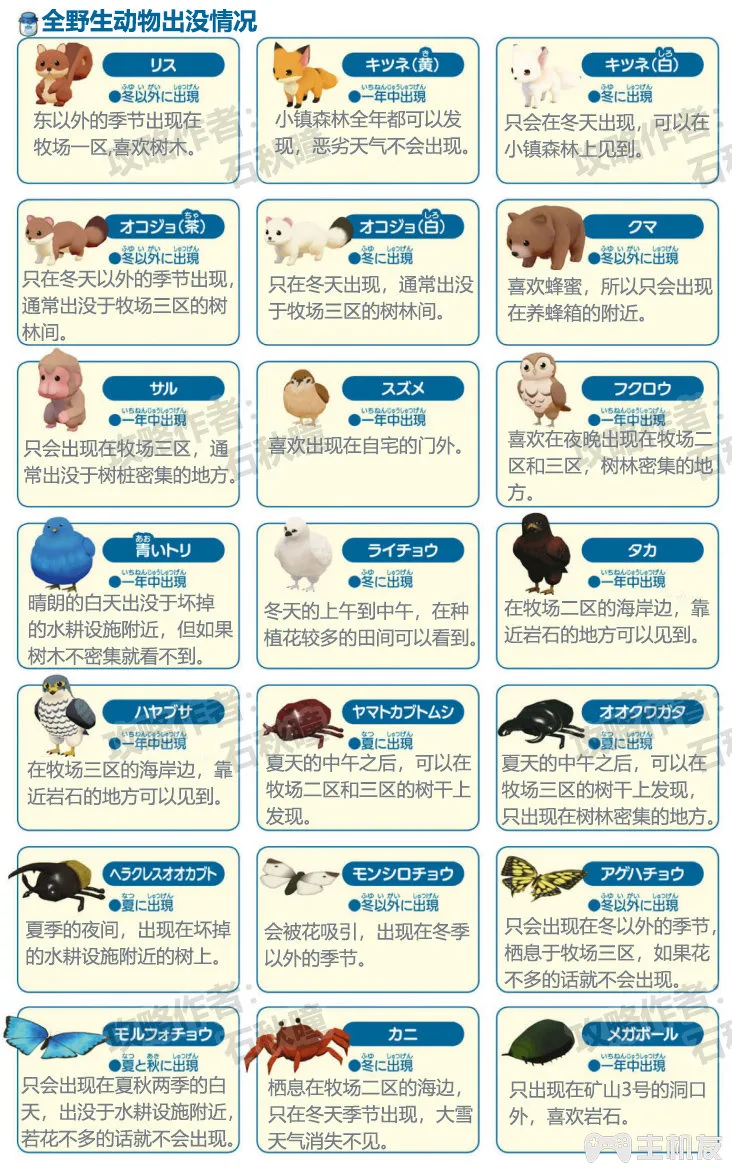 全野生动物出没情况
リス
●冬以外に出現
东以外的季节出现在
牧场一区,喜欢树木。
キツネ(黄)
●一年中出現
小镇森林全年都可以发
现，恶劣天气不会出现。
キツネ(白)
●冬に出現
只会在冬天出现，可以在
小镇森林上见到。
オコジョ(茶)
●冬以外に出現
只在冬天以外的季节出现，
通常出没于牧场三区的树
林间。
オコジョ(白)
●冬に出現
只在冬天出现，通常出没
于牧场三区的树林间。
クマ
●冬以外に出現
喜欢蜂蜜，所以只会出现
在养蜂箱的附近。
サル
●一年中出現
只会出现在牧场三区，通
常出没于树桩密集的地方。
スズメ
●一年中出現
喜欢出现在自宅的门外。
フクロウ
●一年中出現
喜欢在夜晚出现在牧场二
区和三区，树林密集的地
方。
青いトリ
●一年中出現
晴朗的白天出没于坏掉
的水耕设施附近，但如果
树木不密集就看不到。
ライチョウ
●冬に出現
冬天的上午到中午，在种
植花较多的田间可以看到。
タカ
●一年中出現
在牧场二区的海岸边，靠
近岩石的地方可以见到。
ハヤブサ
●一年中出現
在牧场三区的海岸边，靠
近岩石的地方可以见到。
ヤマトカブトムシ
●夏に出現
夏天的中午之后，可以在
牧场二区和三区的树干上
发现。
オオクワガタ
●夏に出現
夏天的中午之后，可以在
牧场三区的树干上发现，
只出现在树林密集的地方。
ヘラクレスオオカブト
●夏に出現
夏季的夜间，出现在坏掉
的水耕设施附近的树上。
モンシロチョウ
●冬以外に出現
会被花吸引，出现在冬季
以外的季节。
アゲハチョウ
●冬以外に出現
只会出现在冬以外的季节，
栖息于牧场三区，如果花
不多的话就不会出现。
モルフォチョウ
●夏と秋に出現
只会出现在夏秋两季的白
天，出没于水耕设施附近，
若花不多的话就不会出现。
カニ
●冬に出現
栖息在牧场二区的海边，
只在冬天季节出现，大雪
天气消失不见。
メガボール
●一年中出現
只出现在矿山3号的洞口
外，喜欢岩石。
攻略作者：
石秋瞳
主机友